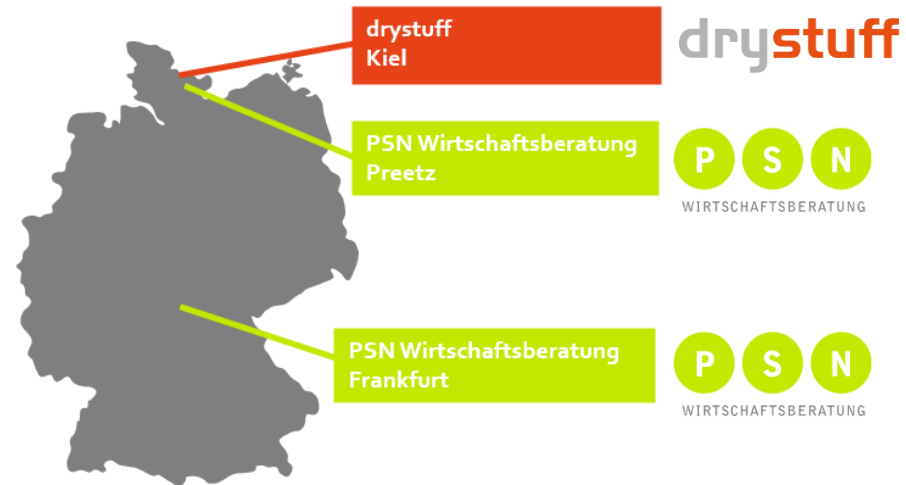 drystuff
Kiel
drystuff
PSN Wirtschaftsberatung
Preetz
P S N
WIRTSCHAFTSBERATUNG
PSN Wirtschaftsberatung
Frankfurt
P S N
WIRTSCHAFTSBERATUNG